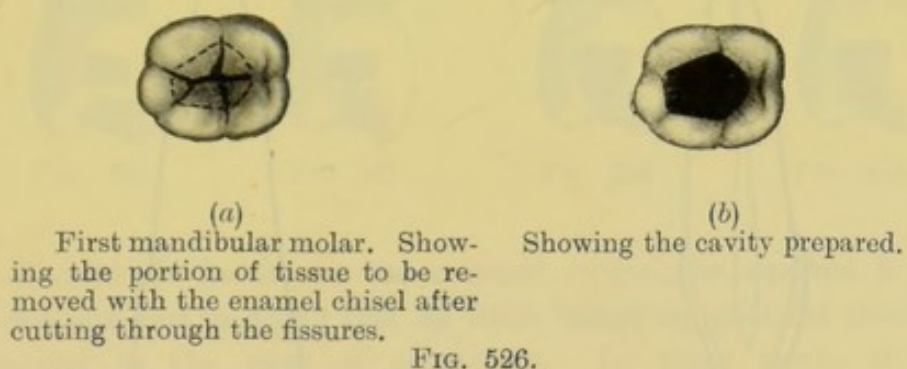 (a)
First mandibular molar. Show-
ing the portion of tissue to be re-
moved with the enamel chisel after
cutting through the fissures.
(b)
Showing the cavity prepared.
FIG. 526.